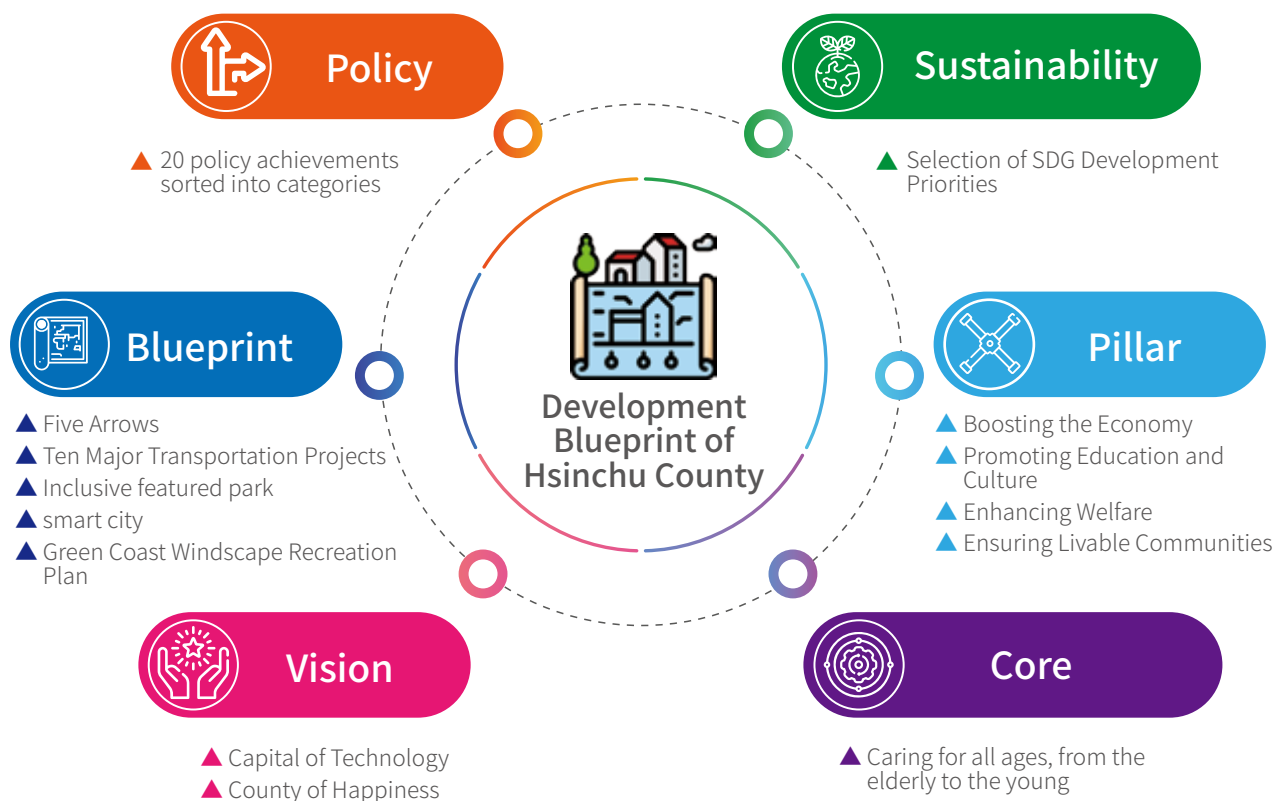 Policy
20 policy achievements
sorted into categories
Sustainability
Selection of SDG Development
Priorities
Blueprint
Five Arrows
Ten Major Transportation Projects
Inclusive featured park
smart city
Green Coast Windscape Recreation
Plan
Development
Blueprint of
Hsinchu County
Pillar
Boosting the Economy
Promoting Education and
Culture
Enhancing Welfare
Ensuring Livable Communities
Vision
Capital of Technology
County of Happiness
Core
Caring for all ages, from the
elderly to the young